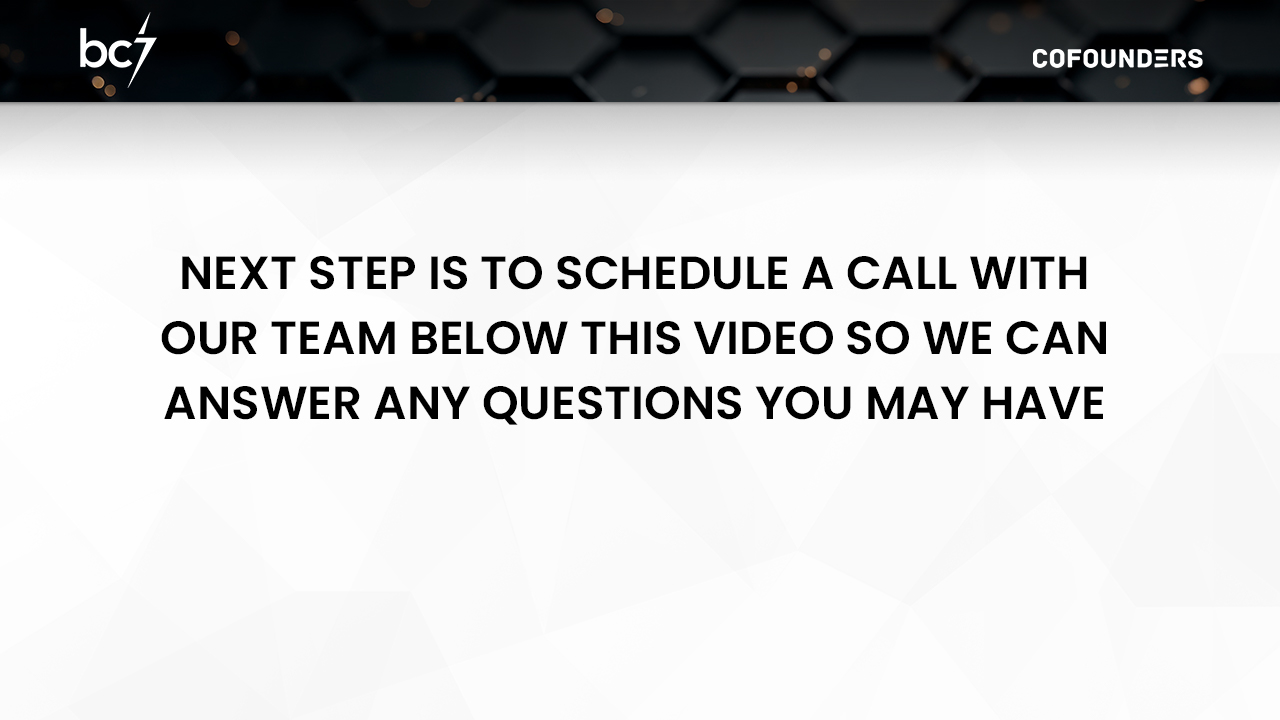 bc7
COFOUNDERS
NEXT STEP IS TO SCHEDULE A CALL WITH
OUR TEAM BELOW THIS VIDEO SO WE CAN
ANSWER ANY QUESTIONS YOU MAY HAVE